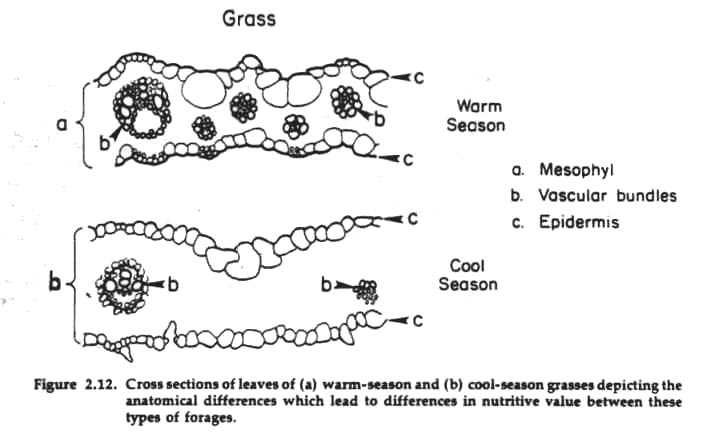 Grass
c
a
b
b
Warm
Season
c
a. Mesophyl
b. Vascular bundles
c. Epidermis
c
b
b
b
Cool
Season
c
Figure 2.12. Cross sections of leaves of (a) warm-season and (b) cool-season grasses depicting the
anatomical differences which lead to differences in nutritive value between these
types of forages.